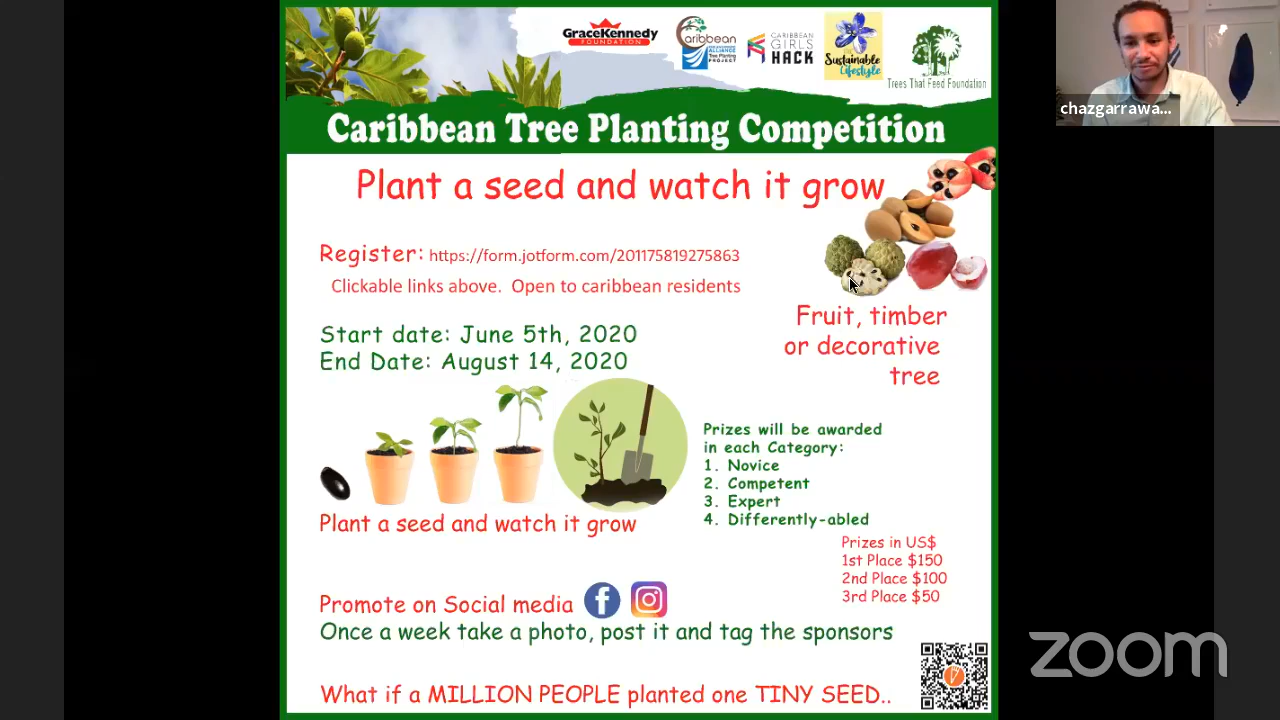 GraceKennedy
FOUNDATION
Caribbean
PHILANTHROPIC
ALLIANCE
Tree Planting
PROJECT
CARIBBEAN
GIRLS
HACK
Sustainable
Lifestyle
Trees That Feed Foundation
chazgarrawa...
Caribbean Tree Planting Competition
Plant a seed and watch it grow
Register: https://form.jotform.com/201175819275863
Clickable links above. Open to caribbean residents
Start date: June 5th, 2020
End Date: August 14, 2020
Fruit, timber
or decorative
tree
Prizes will be awarded
in each Category:
1. Novice
2. Competent
3. Expert
4. Differently-abled
Plant a seed and watch it grow
Prizes in US$
1st Place $150
2nd Place $100
3rd Place $50
Promote on Social media
Once a week take a photo, post it and tag the sponsors
What if a MILLION PEOPLE planted one TINY SEED..
zoom